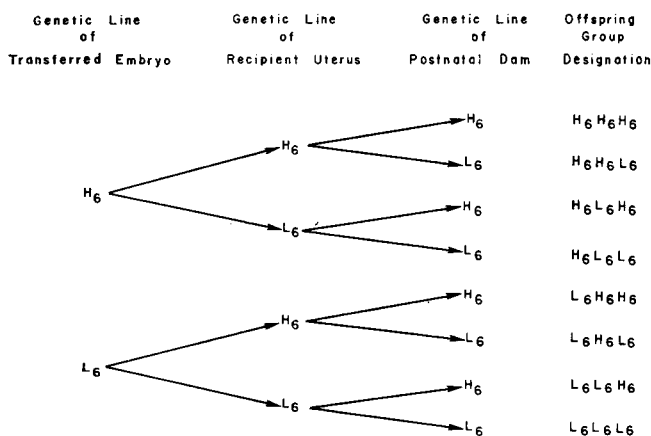 Genetic Line Genetic Line Genetic Line Offspring
of of of Group
Transferred Embryo Recipient Uterus Postnatal Dam Designation
H₆ H₆H₆H₆
H₆
L₆ H₆H₆L₆
H₆
H₆ H₆L₆H₆
L₆
L₆ H₆L₆L₆
H₆ L₆H₆H₆
H₆
L₆ L₆H₆L₆
L₆
H₆ L₆L₆H₆
L₆
L₆ L₆L₆L₆